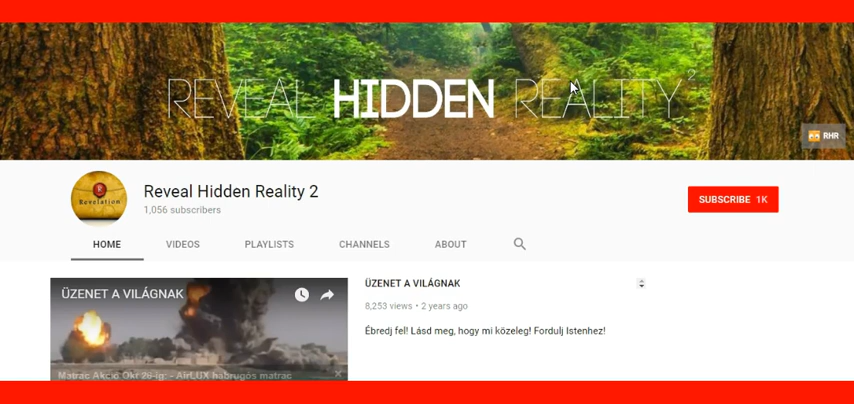 REVEAL HIDDEN REALITY 2
RHR
Revelation
Reveal Hidden Reality 2
1,056 subscribers
SUBSCRIBE 1K
HOME VIDEOS PLAYLISTS CHANNELS ABOUT
ÜZENET A VILÁGNAK
ÜZENET A VILÁGNAK
8,253 views • 2 years ago
Ébredj fel! Lásd meg, hogy mi közeleg! Fordulj Istenhez!
Matrac Akció Okt 28-ig: - AirLUX habrugós matrac